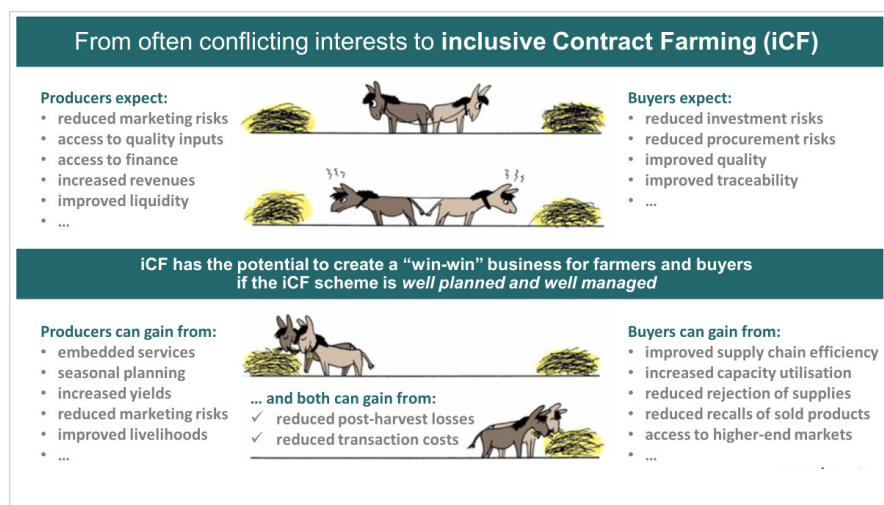 From often conflicting interests to inclusive Contract Farming (iCF)
Producers expect:
• reduced marketing risks
• access to quality inputs
• access to finance
• increased revenues
• improved liquidity
• ...
Buyers expect:
• reduced investment risks
• reduced procurement risks
• improved quality
• improved traceability
• ...
iCF has the potential to create a “win-win” business for farmers and buyers
if the iCF scheme is well planned and well managed
Producers can gain from:
• embedded services
• seasonal planning
• increased yields
• reduced marketing risks
• improved livelihoods
• ...
... and both can gain from:
✓ reduced post-harvest losses
✓ reduced transaction costs
Buyers can gain from:
• improved supply chain efficiency
• increased capacity utilisation
• reduced rejection of supplies
• reduced recalls of sold products
• access to higher-end markets
• ...